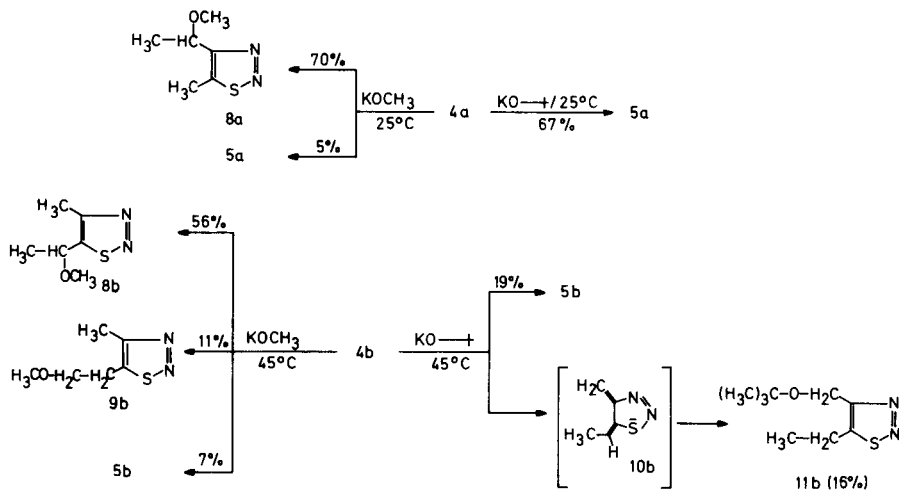 OCH3
H3C-HC N
N
H3C S
8a
70%
KOCH3
25°C
4a
KO—+/25°C
67%
5a
5a
5%
H3C N
N
H3C-HC S
OCH3
8b
56%
H3C N
N
H3CO-H2C-H2C S
9b
11%
KOCH3
45°C
4b
KO—+
45°C
19%
5b
5b
7%
H2C N
N
H3C S
H
10b
(H3C)3C-O-H2C N
N
H3C-H2C S
11b (16%)